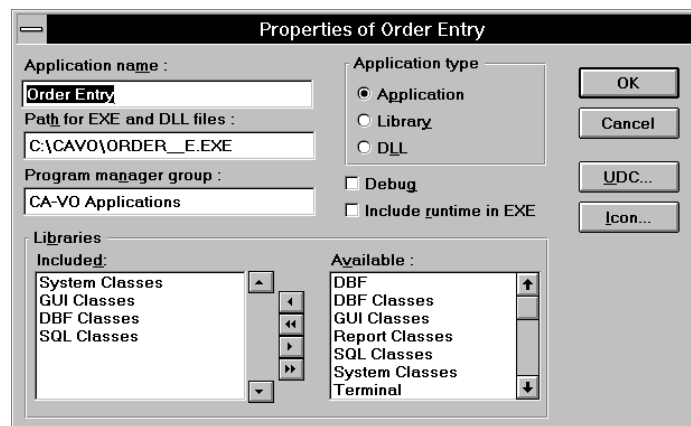 Properties of Order Entry
Application name :
Order Entry
Path for EXE and DLL files :
C:\CAVO\ORDER__E.EXE
Program manager group :
CA-VO Applications
Application type
Application
Library
DLL
Debug
Include runtime in EXE
OK
Cancel
UDC...
Icon...
Libraries
Included:
System Classes
GUI Classes
DBF Classes
SQL Classes
Available :
DBF
DBF Classes
GUI Classes
Report Classes
SQL Classes
System Classes
Terminal